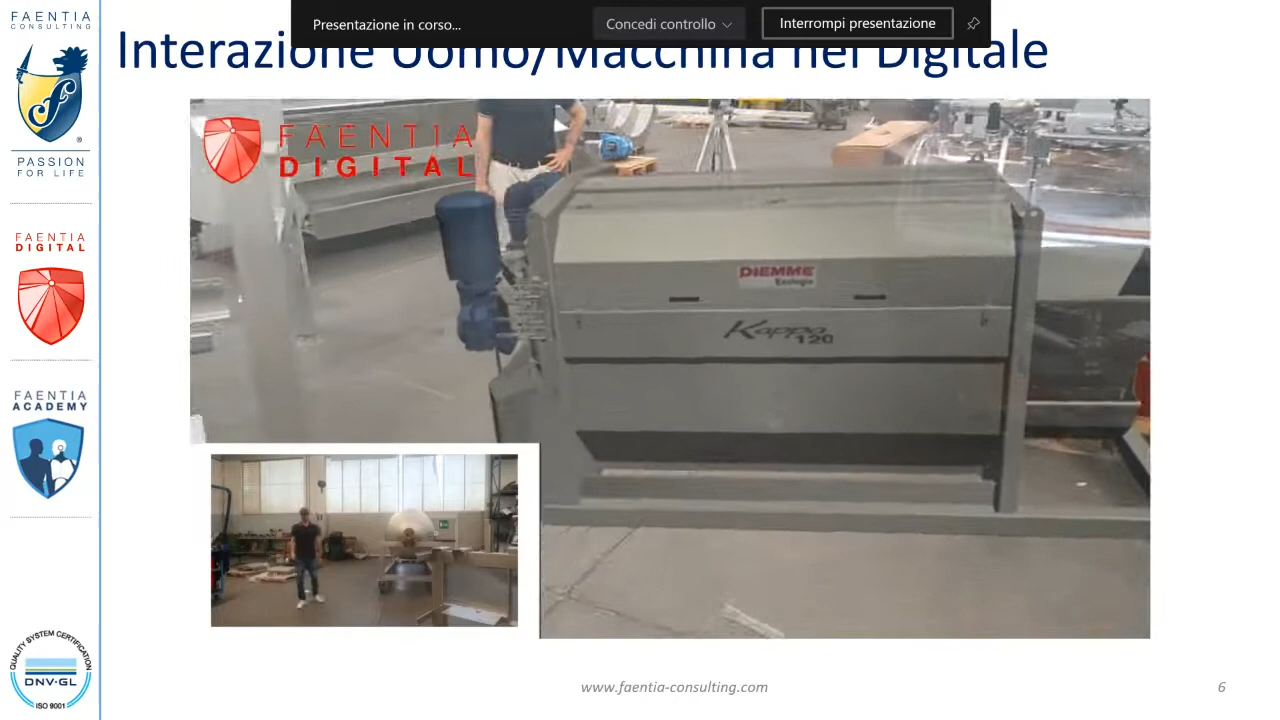 FAENTIA
CONSULTING
®
PASSION
FOR LIFE
FAENTIA
DIGITAL
FAENTIA
ACADEMY
QUALITY SYSTEM CERTIFICATION
DNV·GL
ISO 9001
Presentazione in corso...
Concedi controllo
Interrompi presentazione
Interazione Uomo/Macchina nel Digitale
FAENTIA
DIGITAL
DIEMME
Enologia
Kappa
120
www.faentia-consulting.com
6